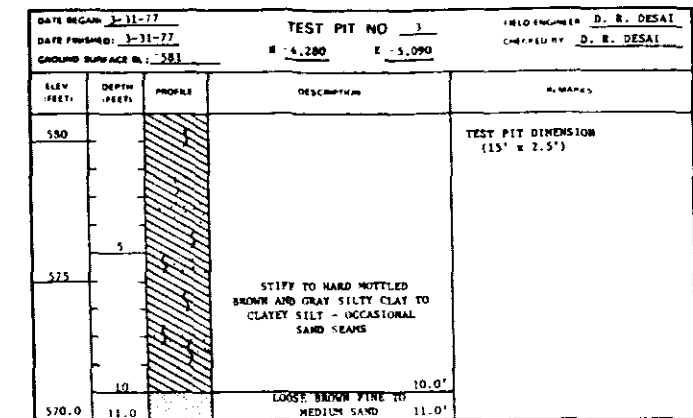 DATE BEGAN: 3-31-77
TEST PIT NO 3
FIELD ENGINEER D. R. DESAI
DATE FINISHED: 3-31-77
N -4,280 E -5,090
CHECKED BY D. R. DESAI
GROUND SURFACE EL: 583
ELEV (FEET)
DEPTH (FEET)
PROFILE
DESCRIPTION
REMARKS
580
TEST PIT DIMENSION
(15' x 2.5')
5
575
STIFF TO HARD MOTTLED
BROWN AND GRAY SILTY CLAY TO
CLAYEY SILT - OCCASIONAL
SAND SEAMS
10 10.0'
LOOSE BROWN FINE TO
570.0 11.0 MEDIUM SAND 11.0'